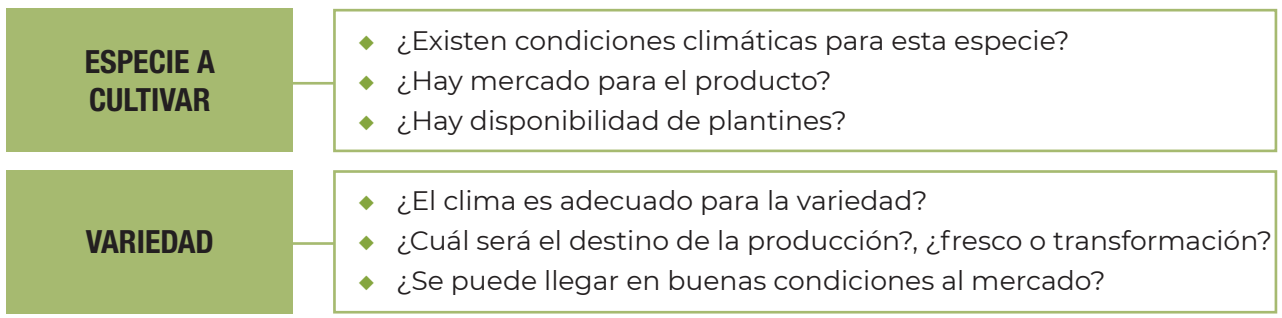 ESPECIE A
CULTIVAR
¿Existen condiciones climáticas para esta especie?
¿Hay mercado para el producto?
¿Hay disponibilidad de plantines?
VARIEDAD
¿El clima es adecuado para la variedad?
¿Cuál será el destino de la producción?, ¿fresco o transformación?
¿Se puede llegar en buenas condiciones al mercado?